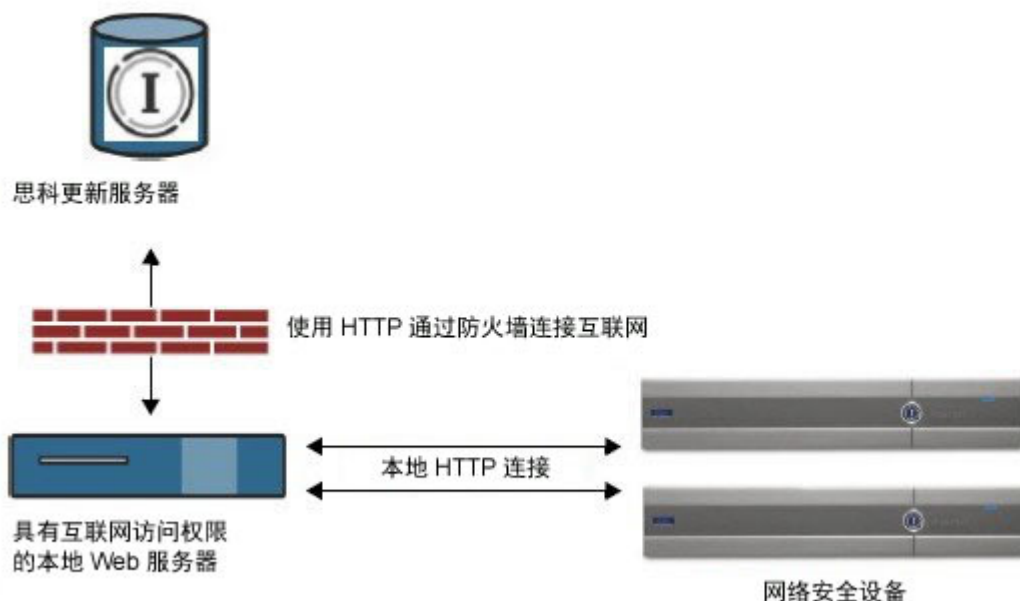 I
思科更新服务器
使用 HTTP 通过防火墙连接互联网
本地 HTTP 连接
具有互联网访问权限
的本地 Web 服务器
网络安全设备